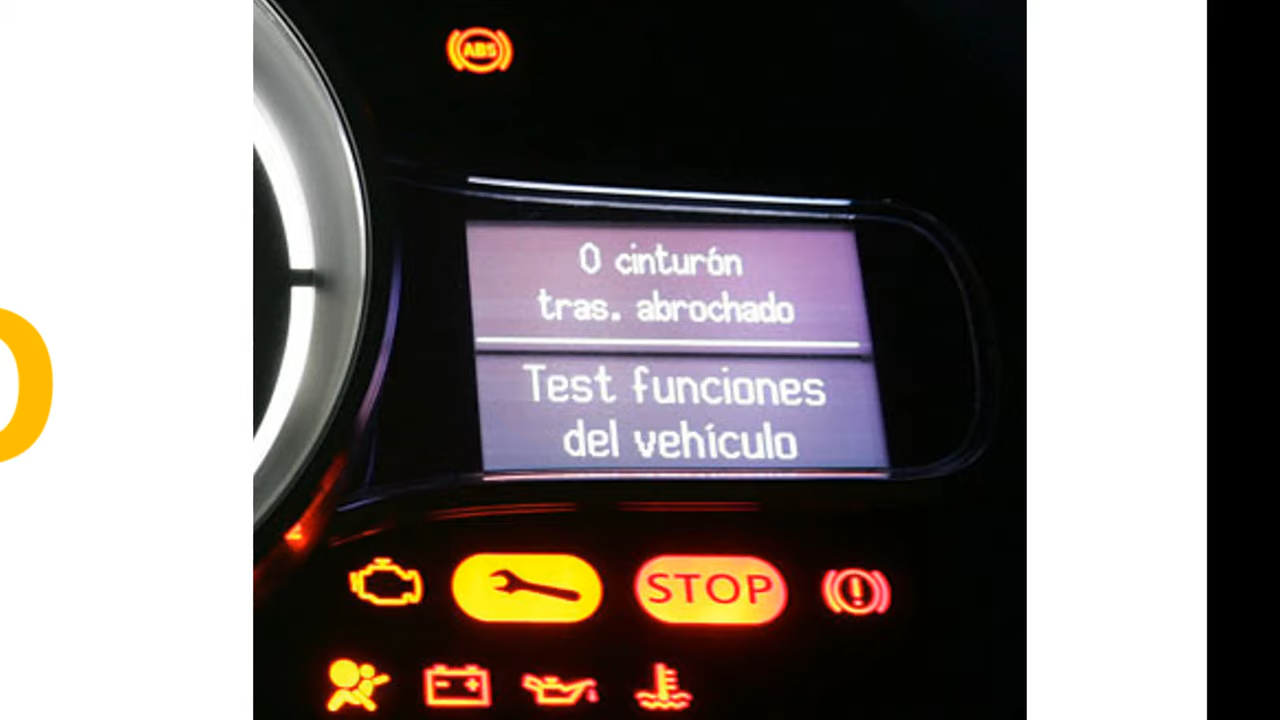 ABS
0 cinturón
tras. abrochado
Test funciones
del vehículo
STOP